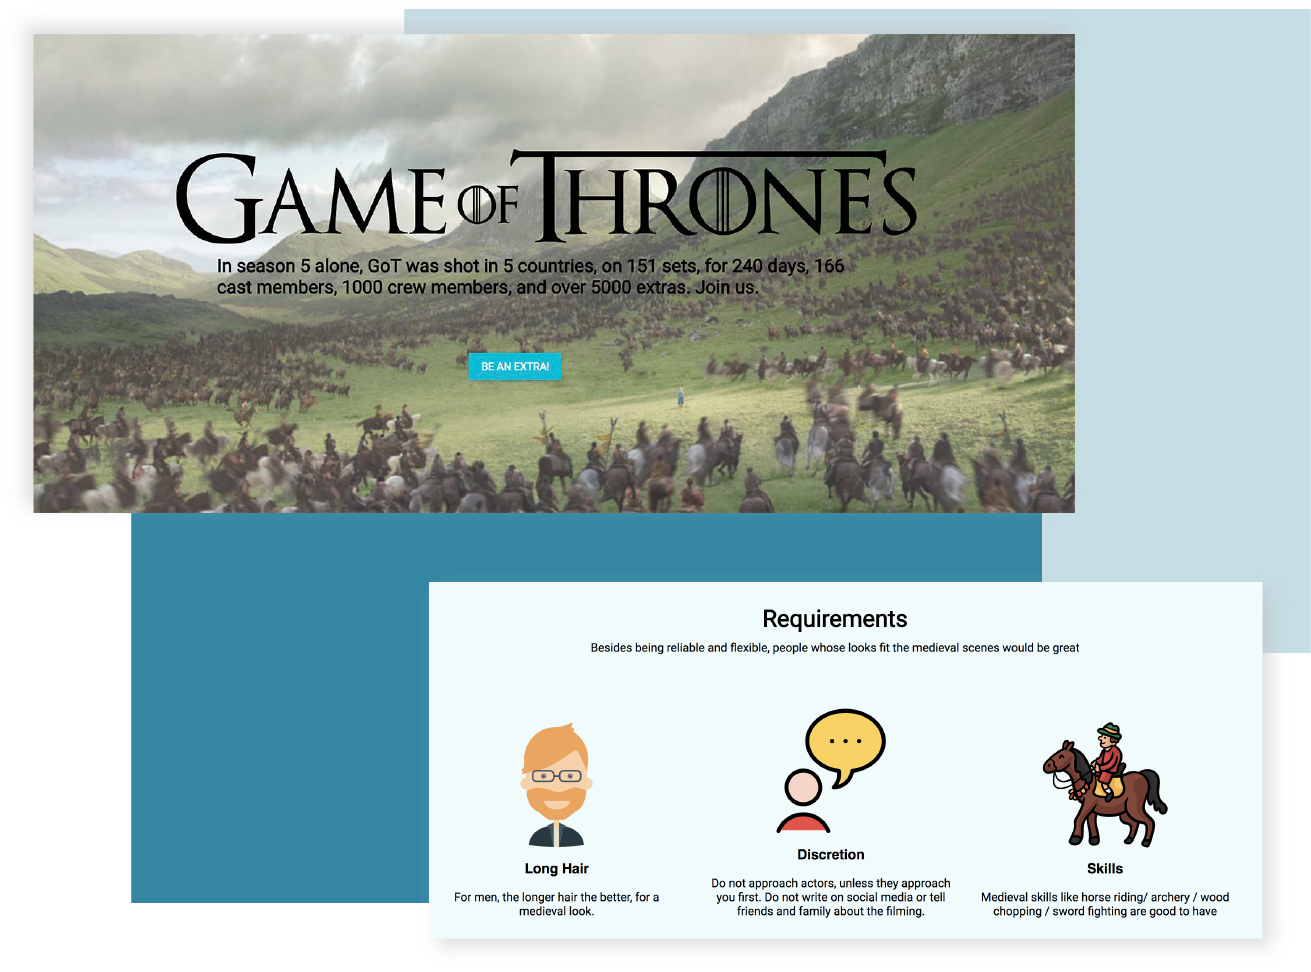 GAME OF THRONES
In season 5 alone, GoT was shot in 5 countries, on 151 sets, for 240 days, 166
cast members, 1000 crew members, and over 5000 extras. Join us.
BE AN EXTRA!
Requirements
Besides being reliable and flexible, people whose looks fit the medieval scenes would be great
Long Hair
For men, the longer hair the better, for a
medieval look.
Discretion
Do not approach actors, unless they approach
you first. Do not write on social media or tell
friends and family about the filming.
Skills
Medieval skills like horse riding/ archery / wood
chopping / sword fighting are good to have